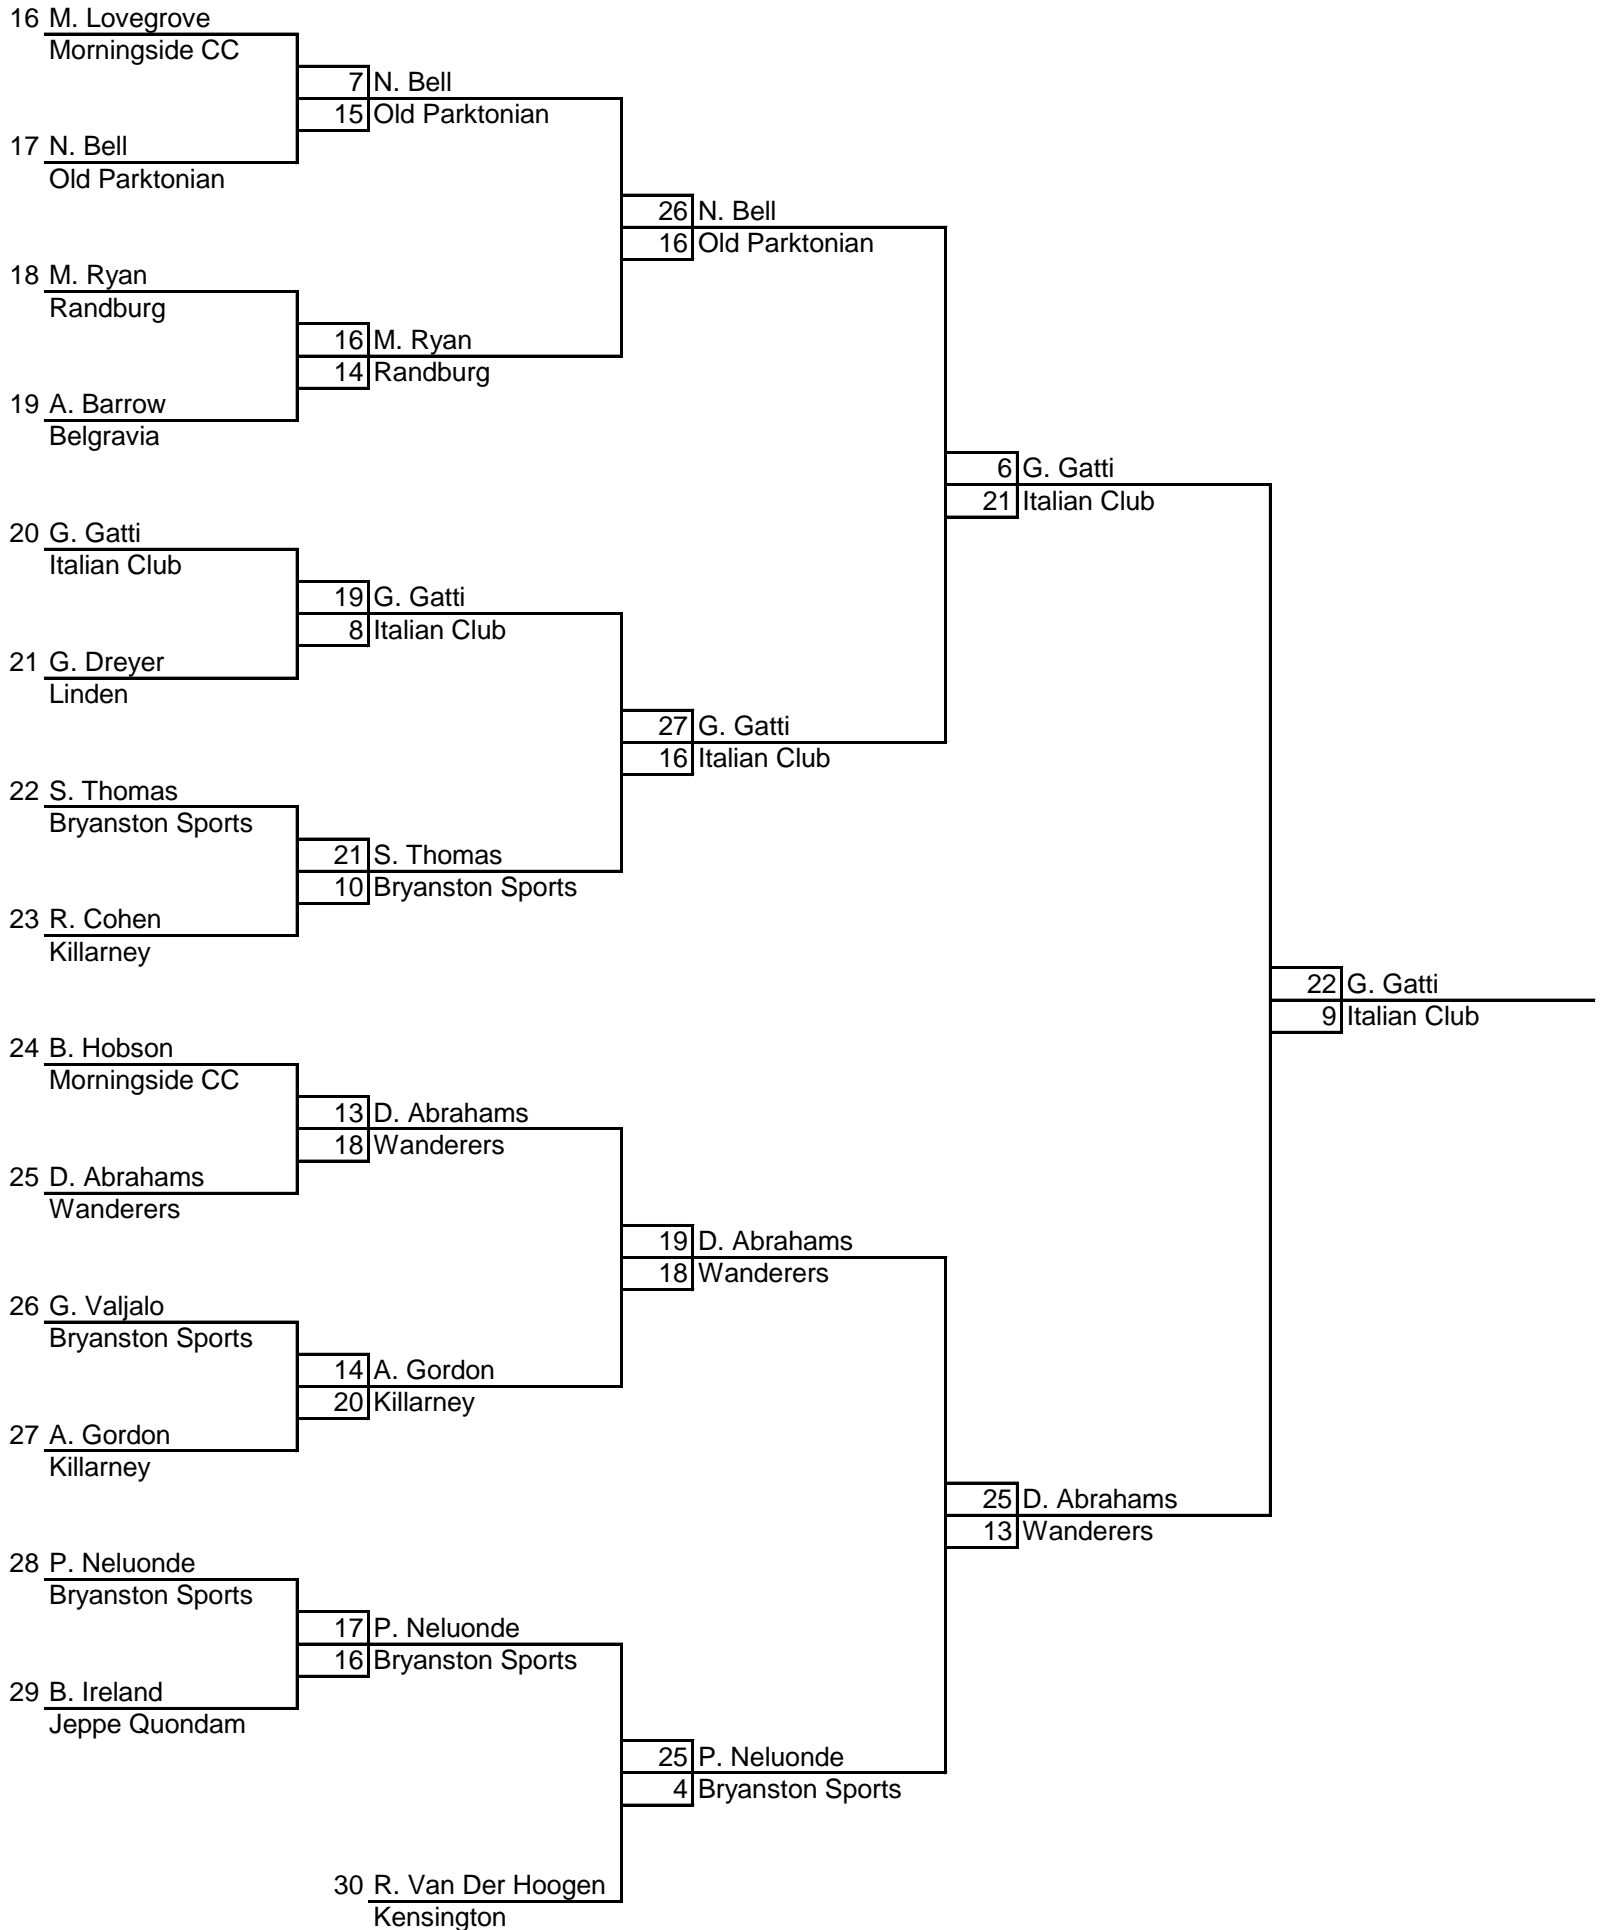 16 M. Lovegrove
Morningside CC
7 N. Bell
15 Old Parktonian
17 N. Bell
Old Parktonian
26 N. Bell
16 Old Parktonian
18 M. Ryan
Randburg
16 M. Ryan
14 Randburg
19 A. Barrow
Belgravia
6 G. Gatti
21 Italian Club
20 G. Gatti
Italian Club
19 G. Gatti
8 Italian Club
21 G. Dreyer
Linden
27 G. Gatti
16 Italian Club
22 S. Thomas
Bryanston Sports
21 S. Thomas
10 Bryanston Sports
23 R. Cohen
Killarney
22 G. Gatti
9 Italian Club
24 B. Hobson
Morningside CC
13 D. Abrahams
18 Wanderers
25 D. Abrahams
Wanderers
19 D. Abrahams
18 Wanderers
26 G. Valjalo
Bryanston Sports
14 A. Gordon
20 Killarney
27 A. Gordon
Killarney
25 D. Abrahams
13 Wanderers
28 P. Neluonde
Bryanston Sports
17 P. Neluonde
16 Bryanston Sports
29 B. Ireland
Jeppe Quondam
25 P. Neluonde
4 Bryanston Sports
30 R. Van Der Hoogen
Kensington